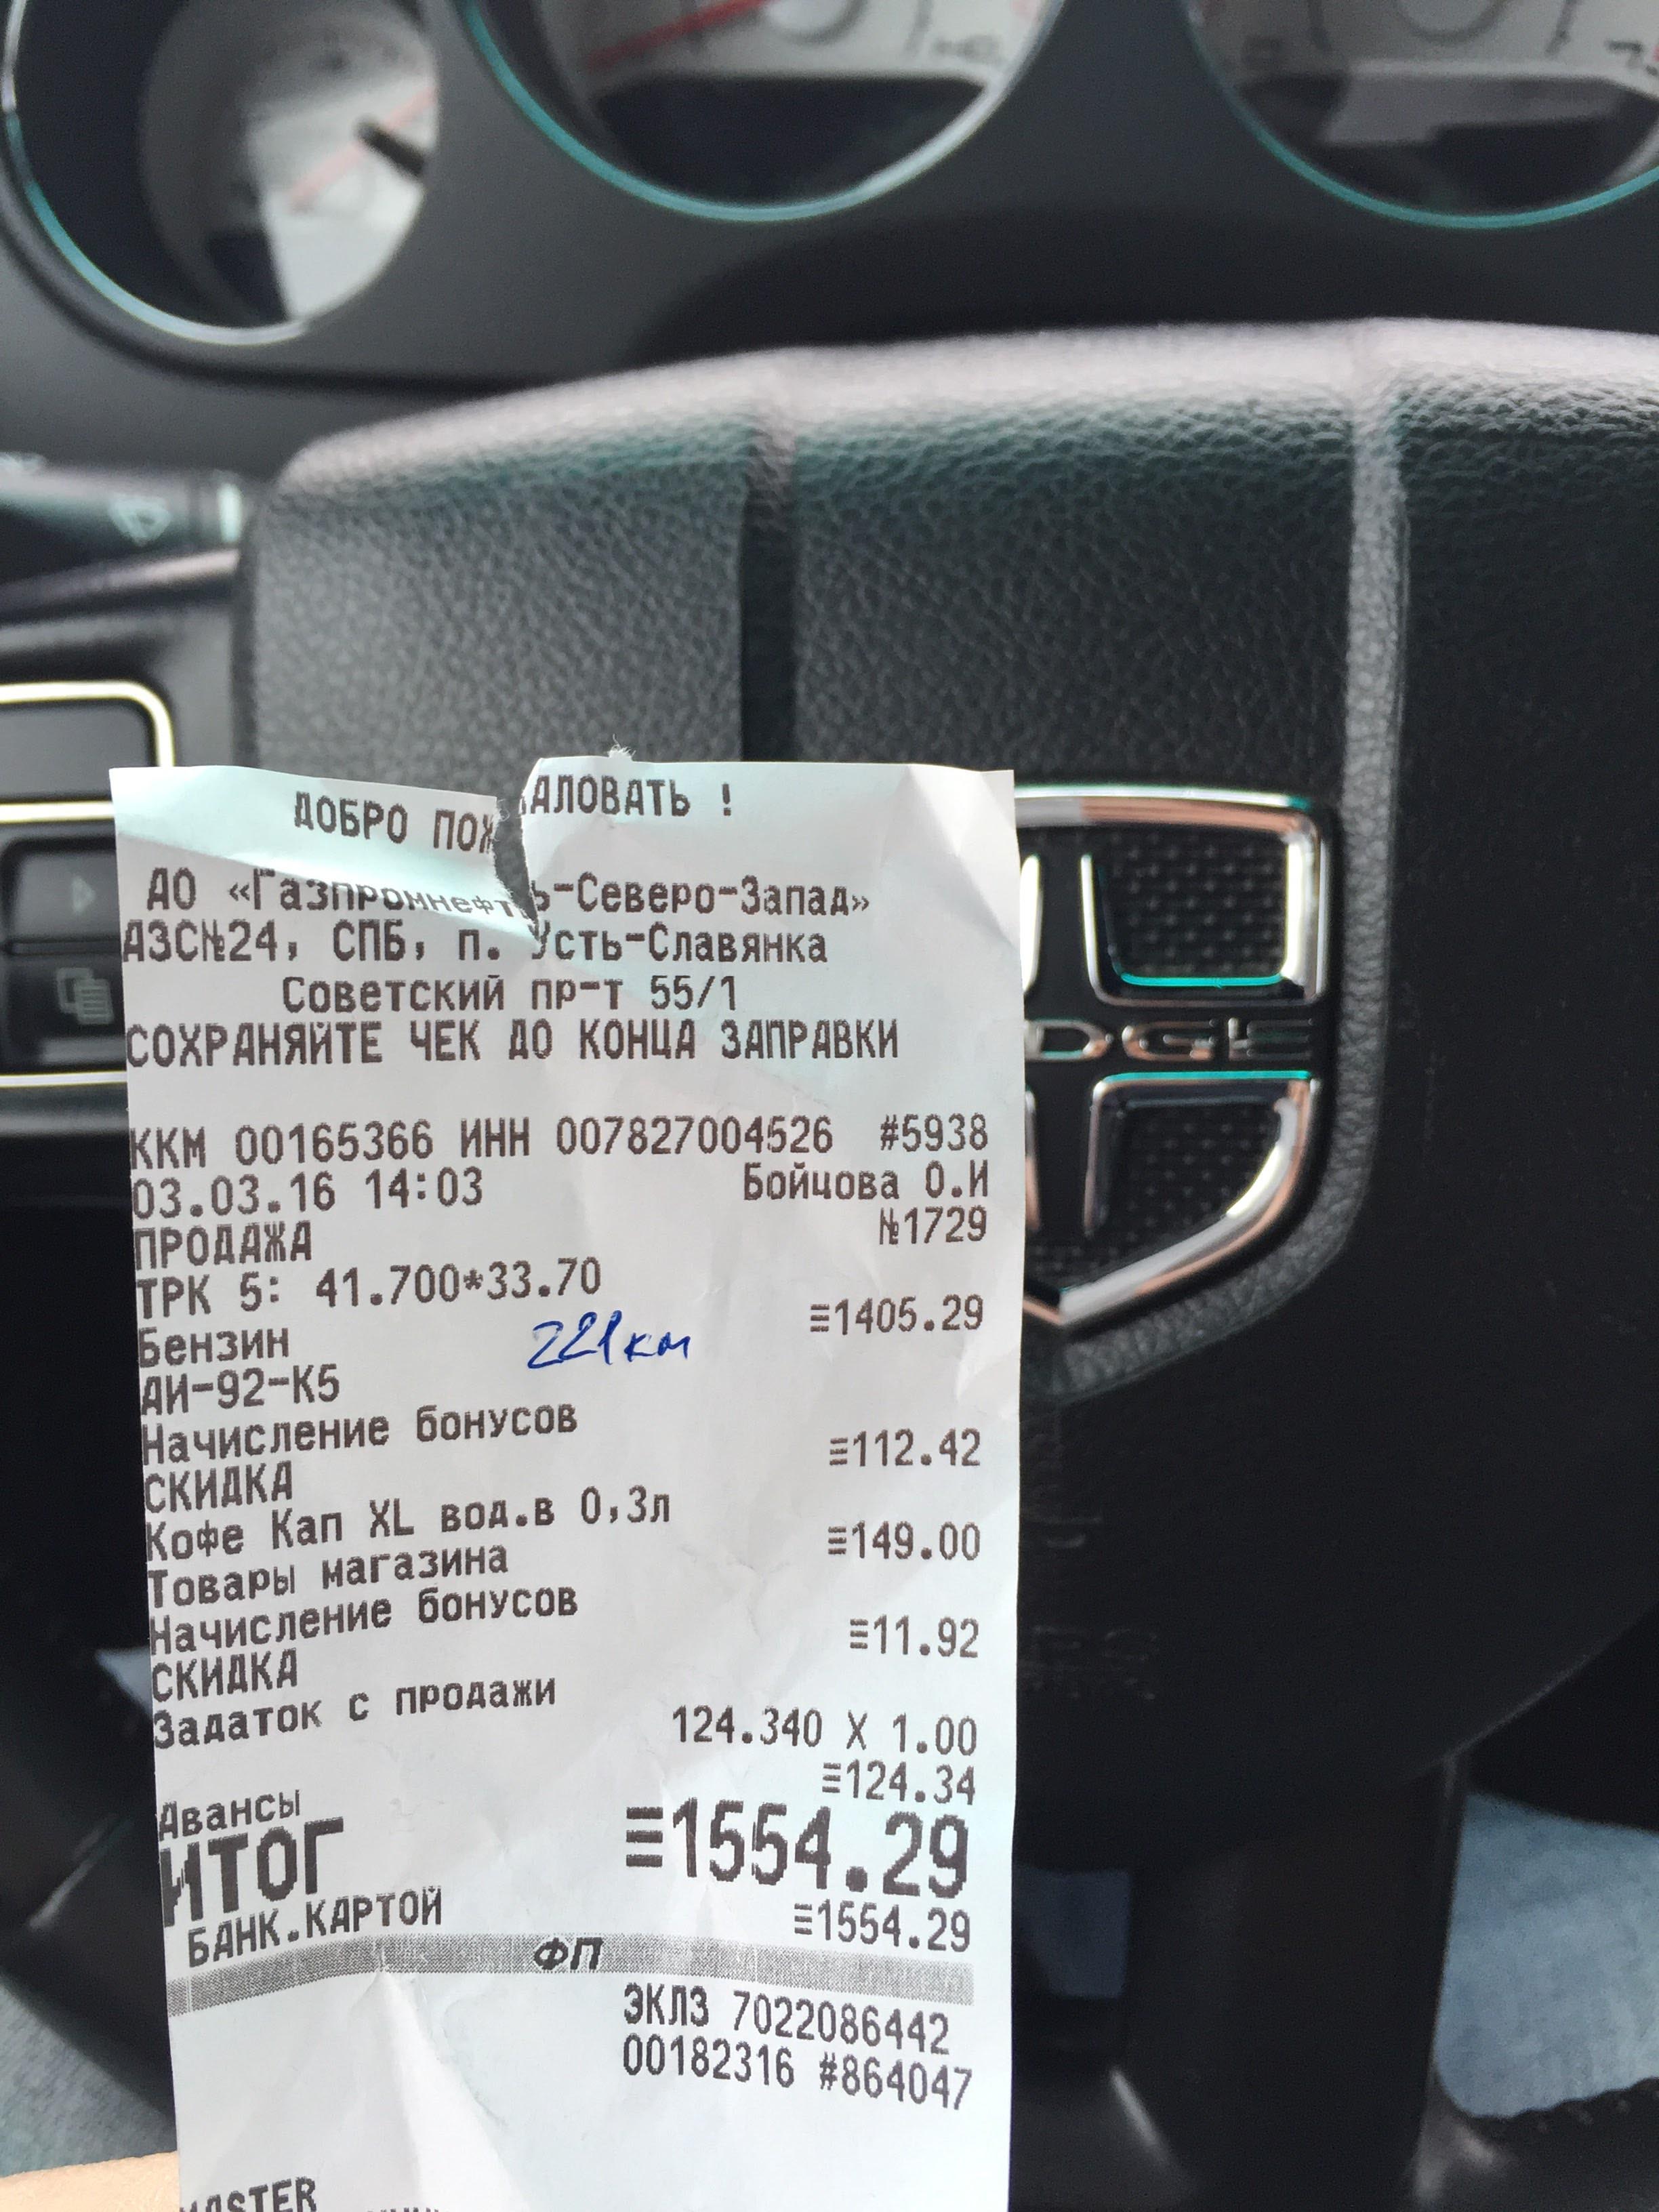 ДОБРО ПОЖАЛОВАТЬ !
ДО «Газпромнефть-Северо-Запад»
АЗС№24, СПБ, п. Усть-Славянка
Советский пр-т 55/1
СОХРАНЯЙТЕ ЧЕК ДО КОНЦА ЗАПРАВКИ
ККМ 00165366 ИНН 007827004526 #5938
03.03.16 14:03 Бойцова О.И
ПРОДАЖА №1729
ТРК 5: 41.700*33.70
Бензин ≡1405.29
221км
АИ-92-К5
Начисление бонусов
СКИДКА ≡112.42
Кофе Кап XL вод.в 0,3л
Товары магазина ≡149.00
Начисление бонусов
СКИДКА ≡11.92
Задаток с продажи
124.340 X 1.00
Авансы ≡124.34
ИТОГ ≡1554.29
БАНК.КАРТОЙ ≡1554.29
ФП
ЭКЛЗ 7022086442
00182316 #864047
MASTER
DGE